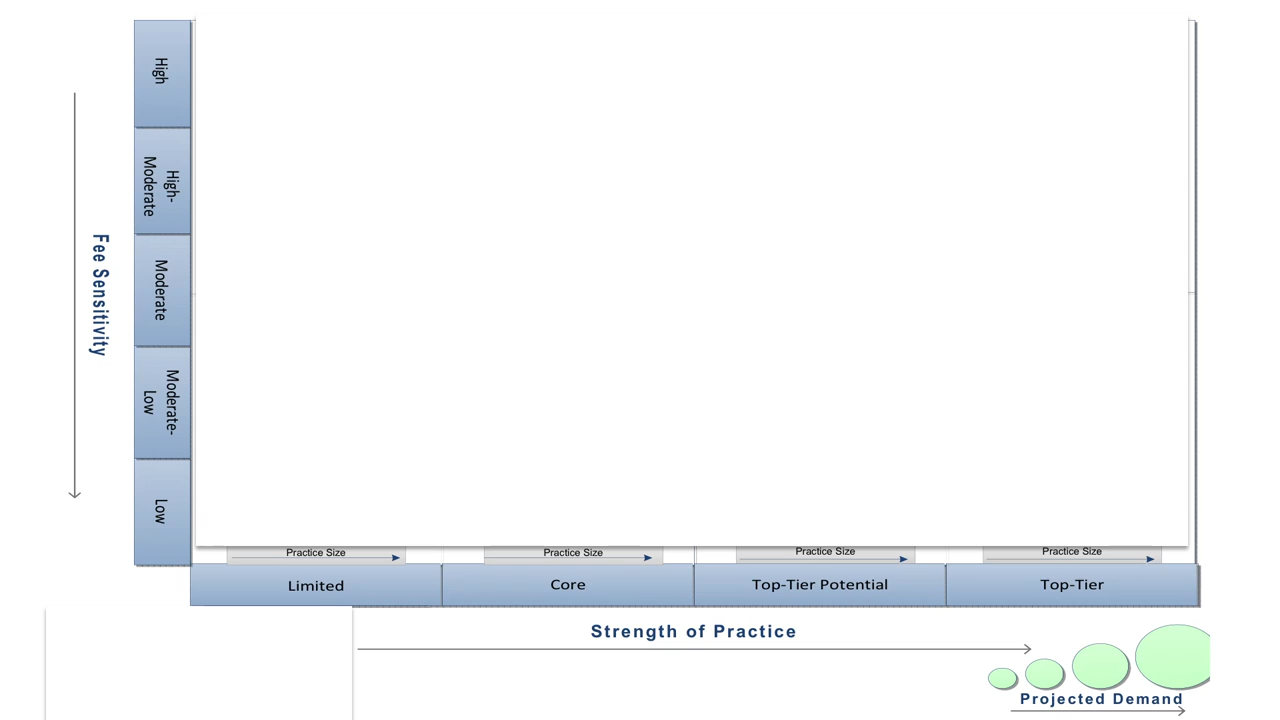 High
High-
Moderate
Moderate
Moderate-
Low
Low
Fee Sensitivity
Practice Size
Practice Size
Practice Size
Practice Size
Limited
Core
Top-Tier Potential
Top-Tier
Strength of Practice
Projected Demand